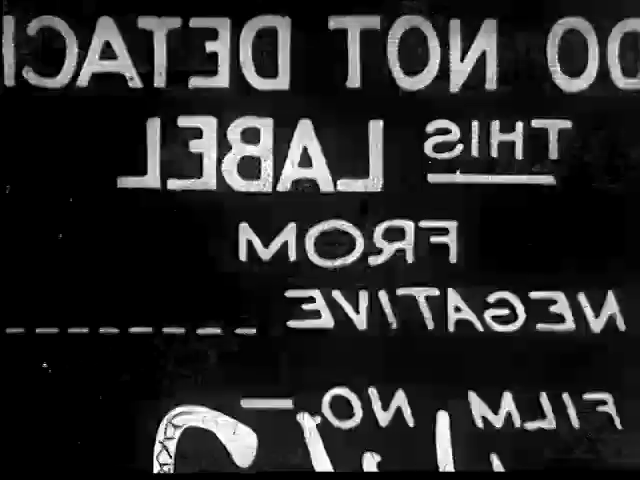 DO NOT DETAC
THIS LABEL
FROM
NEGATIVE
FILM NO.